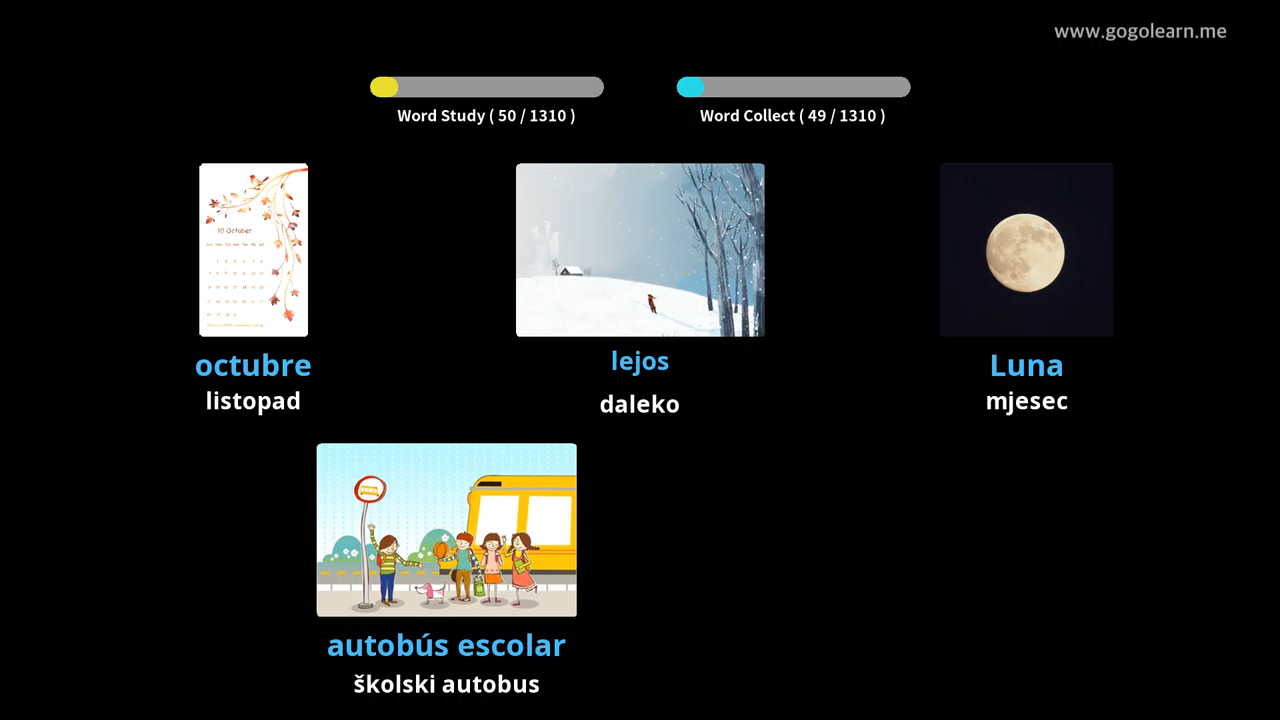 www.gogolearn.me
Word Study ( 50 / 1310 )
Word Collect ( 49 / 1310 )
10 October
octubre
listopad
lejos
daleko
Luna
mjesec
autobús escolar
školski autobus